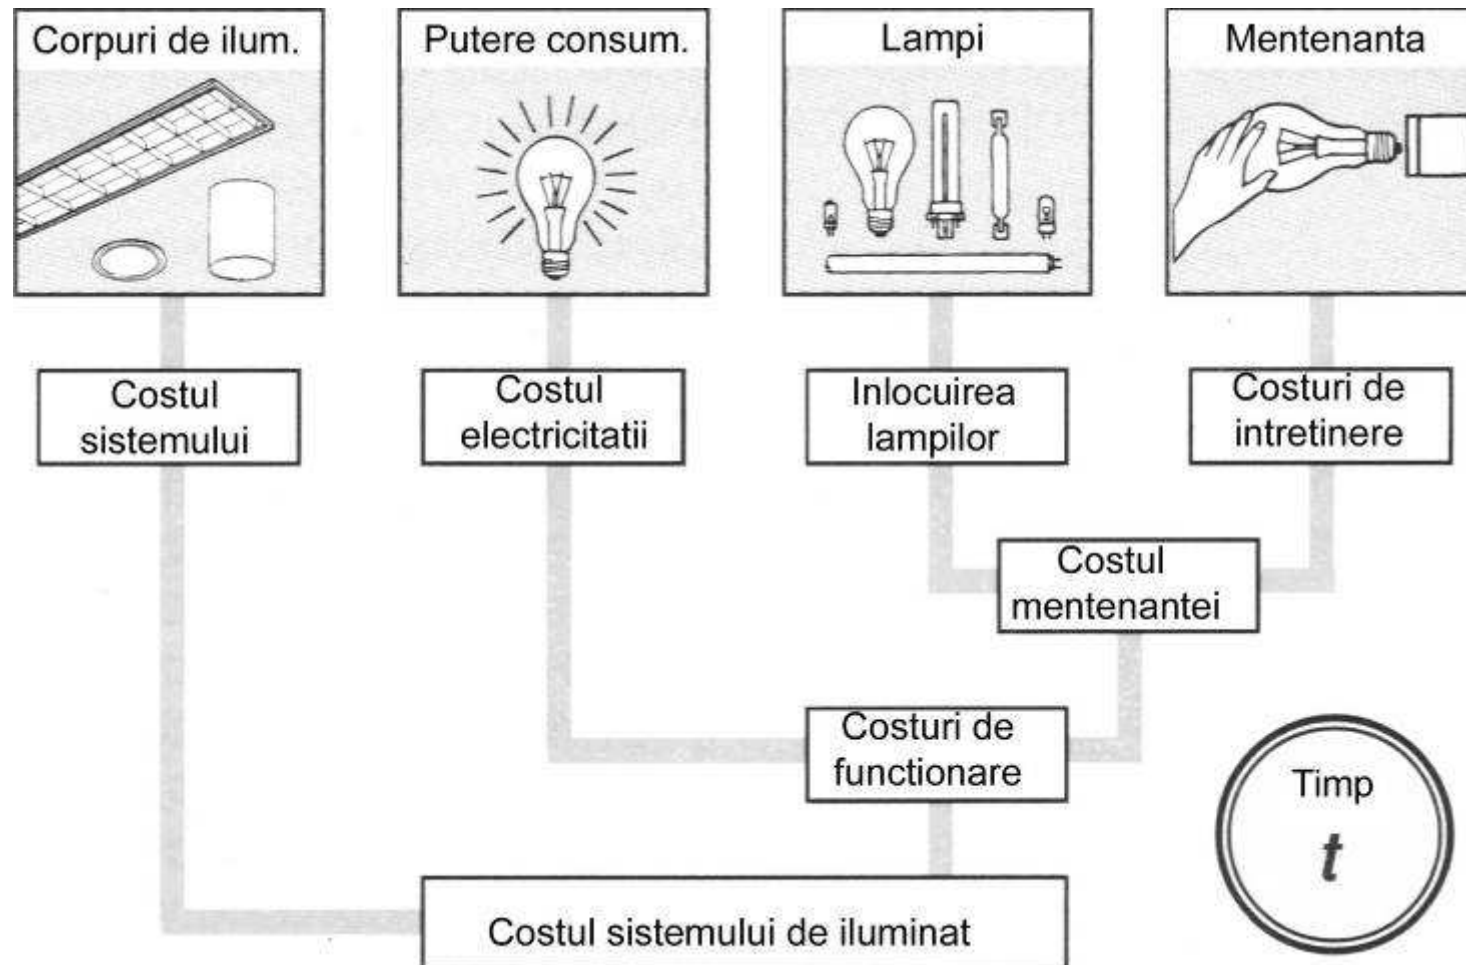 Corpuri de ilum.
Putere consum.
Lampi
Mentenanta
Costul
sistemului
Costul
electricitatii
Inlocuirea
lampilor
Costuri de
intretinere
Costul
mentenantei
Costuri de
functionare
Timp
t
Costul sistemului de iluminat